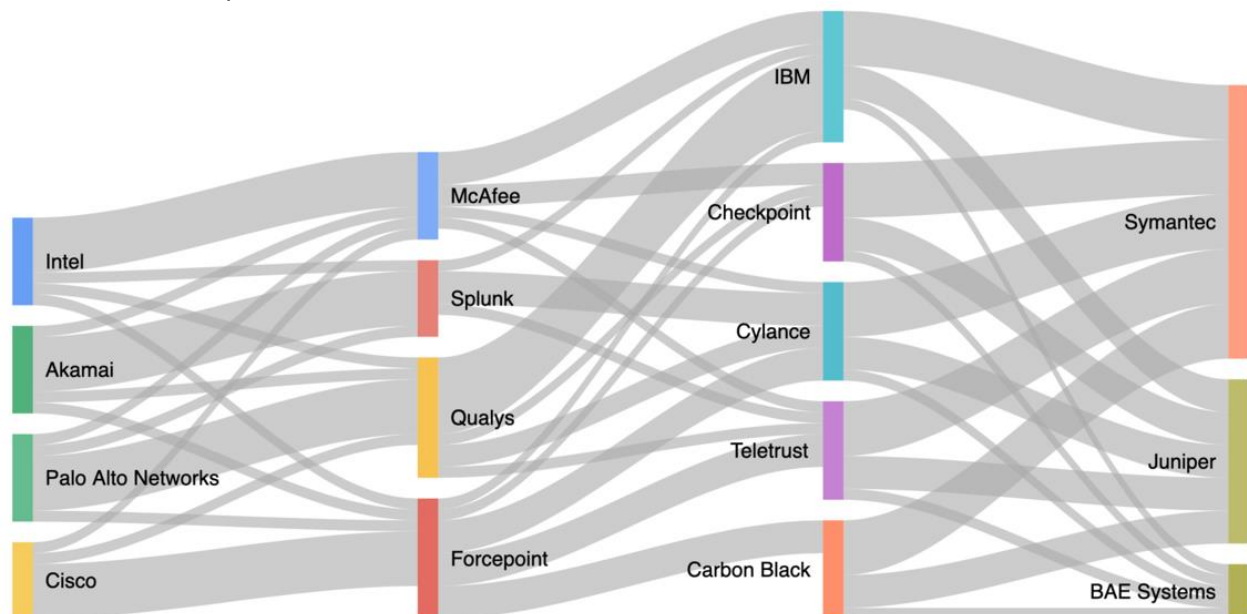 Intel
Akamai
Palo Alto Networks
Cisco
McAfee
Splunk
Qualys
Forcepoint
IBM
Checkpoint
Cylance
Teletrust
Carbon Black
Symantec
Juniper
BAE Systems